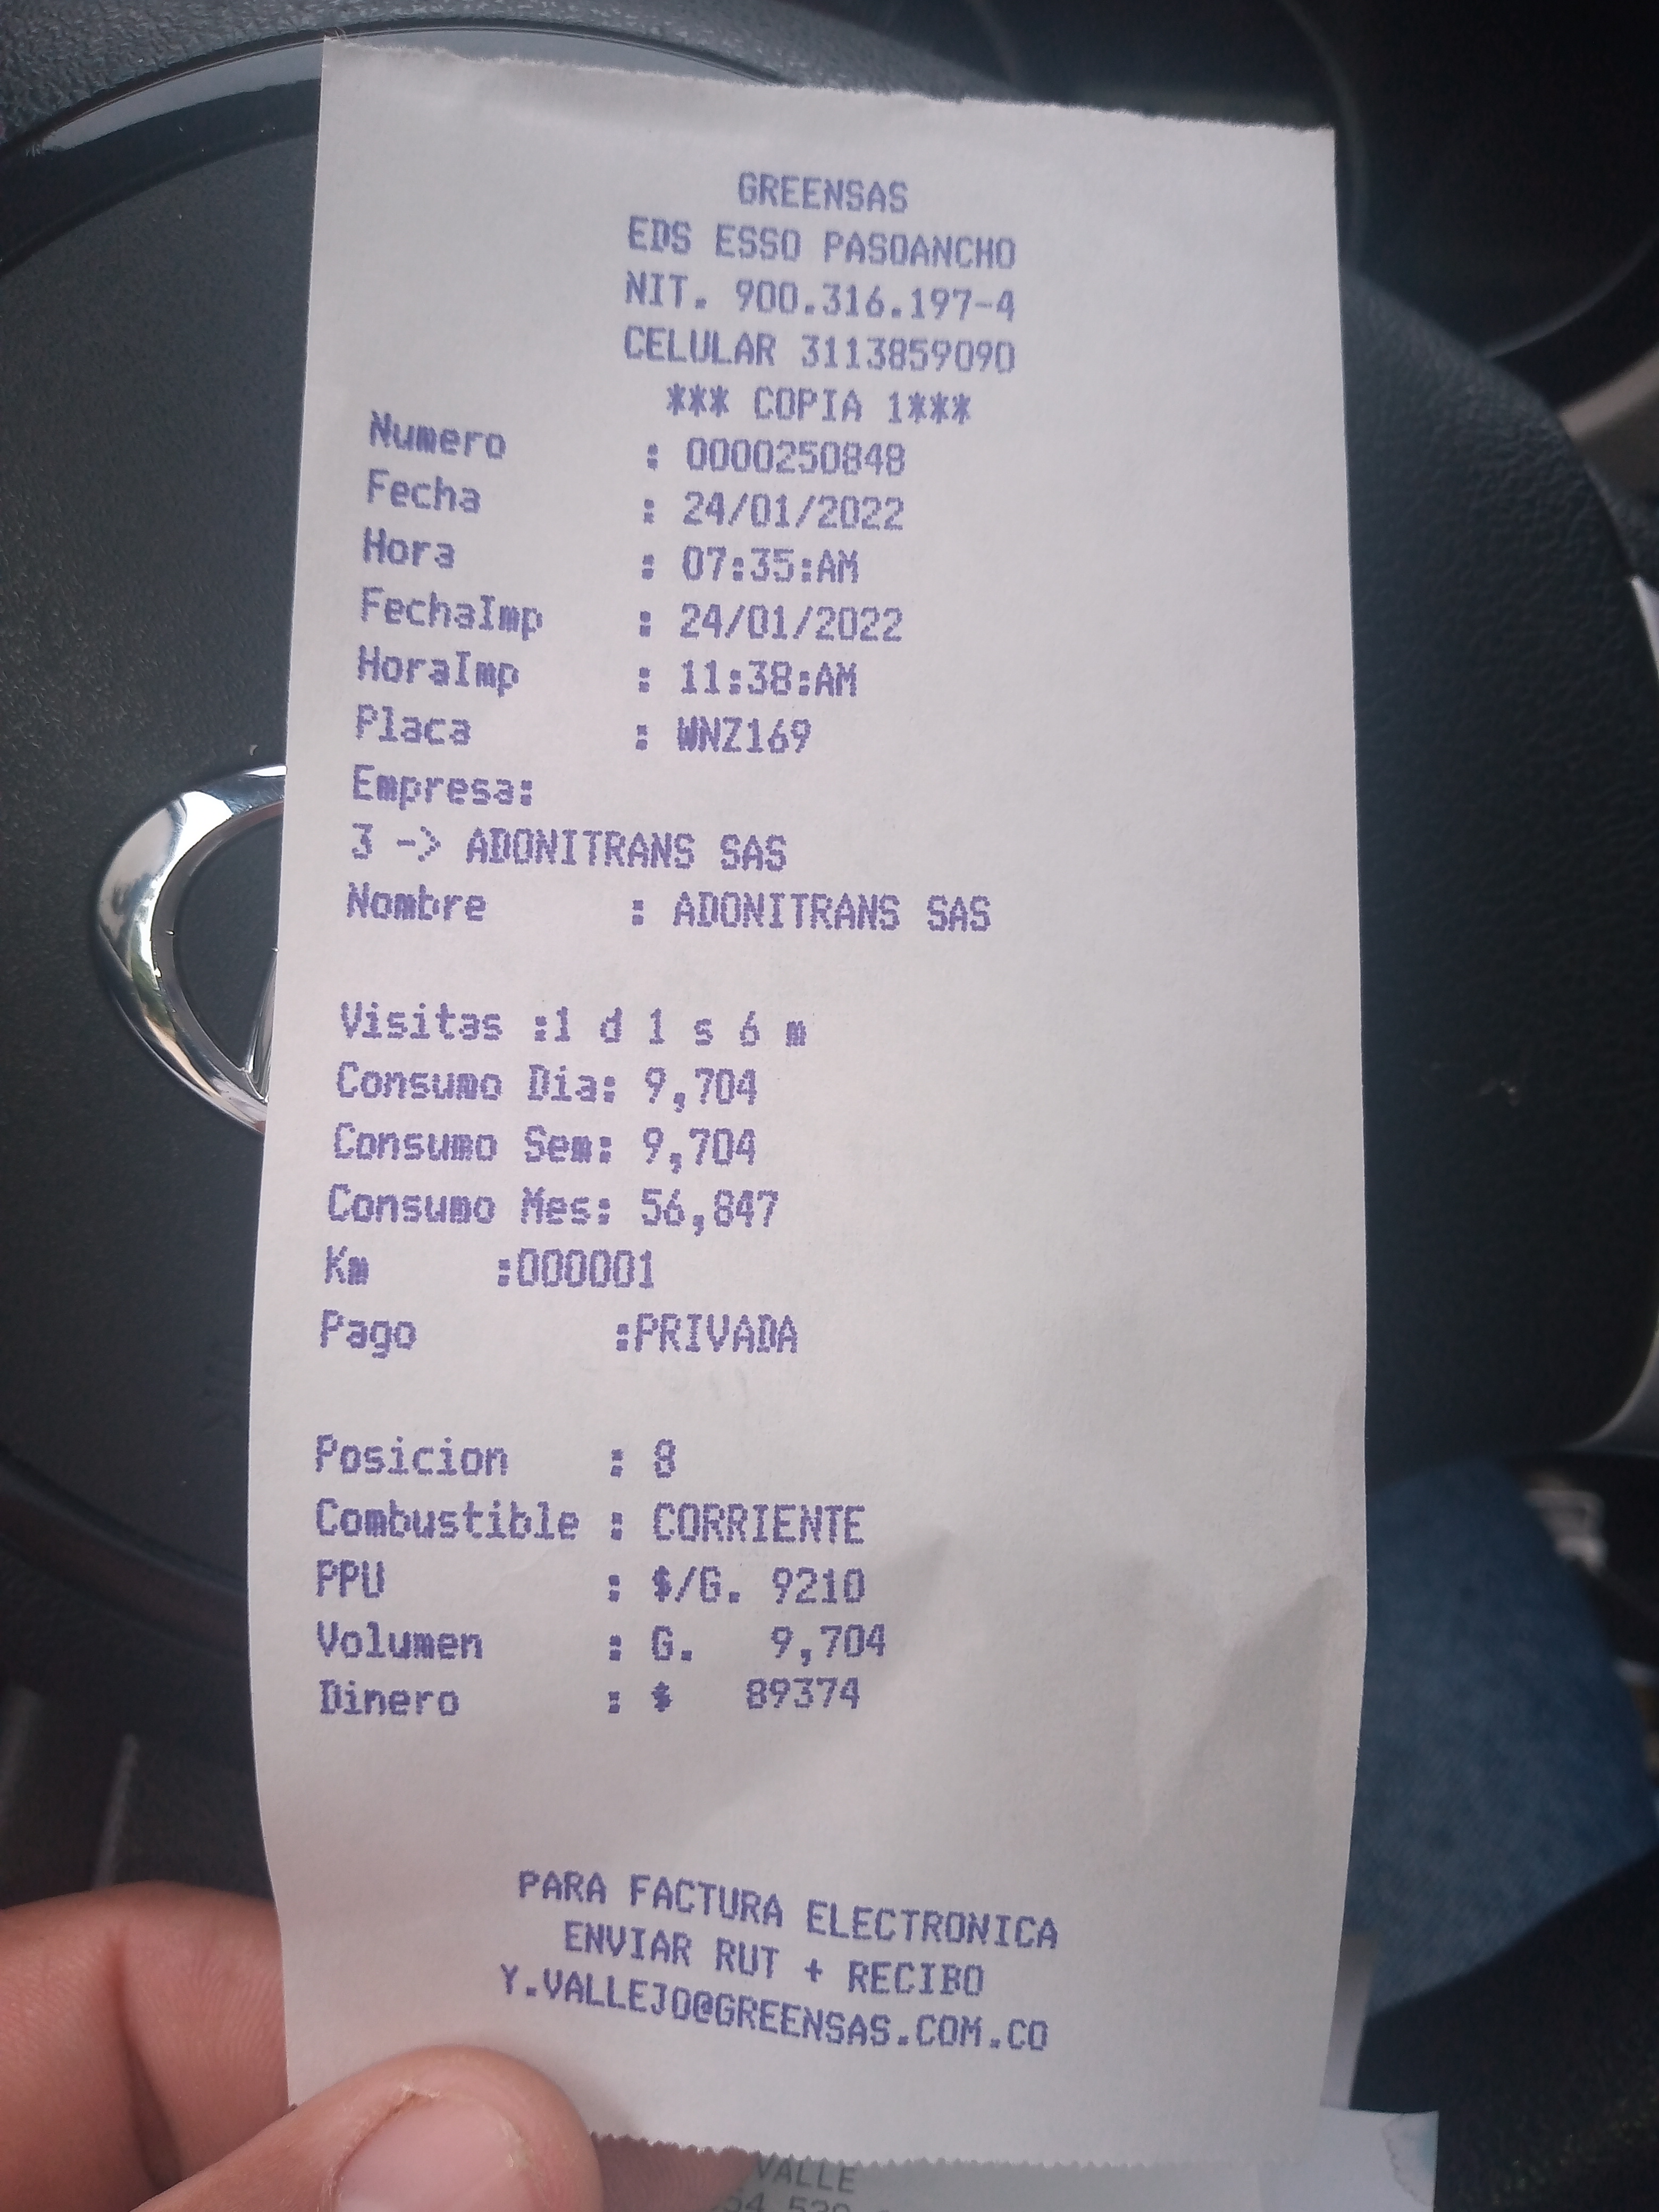 GREENSAS
EDS ESSO PASOANCHO
NIT. 900.316.197-4
CELULAR 3113859090
*** COPIA 1***
Numero : 0000250848
Fecha : 24/01/2022
Hora : 07:35:AM
FechaImp : 24/01/2022
HoraImp : 11:38:AM
Placa : WNZ169
Empresa:
3 -> ADONITRANS SAS
Nombre : ADONITRANS SAS
Visitas :1 d 1 s 6 m
Consumo Dia: 9,704
Consumo Sem: 9,704
Consumo Mes: 56,847
Km :000001
Pago :PRIVADA
Posicion : 8
Combustible : CORRIENTE
PPU : $/G. 9210
Volumen : G. 9,704
Dinero : $ 89374
PARA FACTURA ELECTRONICA
ENVIAR RUT + RECIBO
Y.VALLEJO@GREENSAS.COM.CO
VALLE